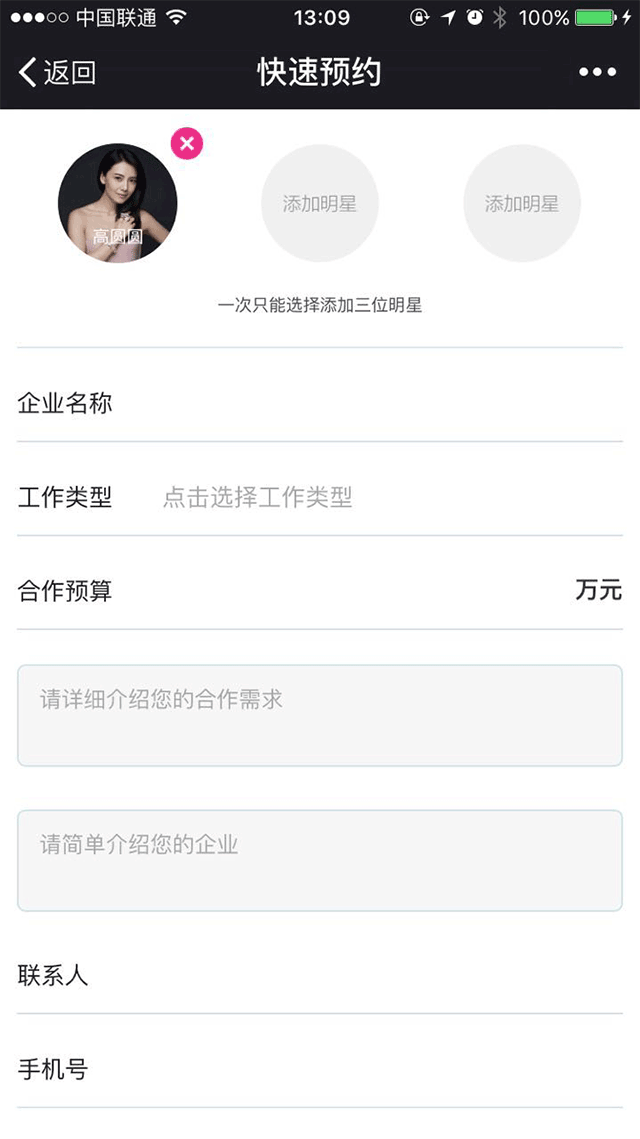 中国联通 13:09 100%
返回 快速预约
高圆圆 添加明星 添加明星
一次只能选择添加三位明星
企业名称
工作类型 点击选择工作类型
合作预算 万元
请详细介绍您的合作需求
请简单介绍您的企业
联系人
手机号